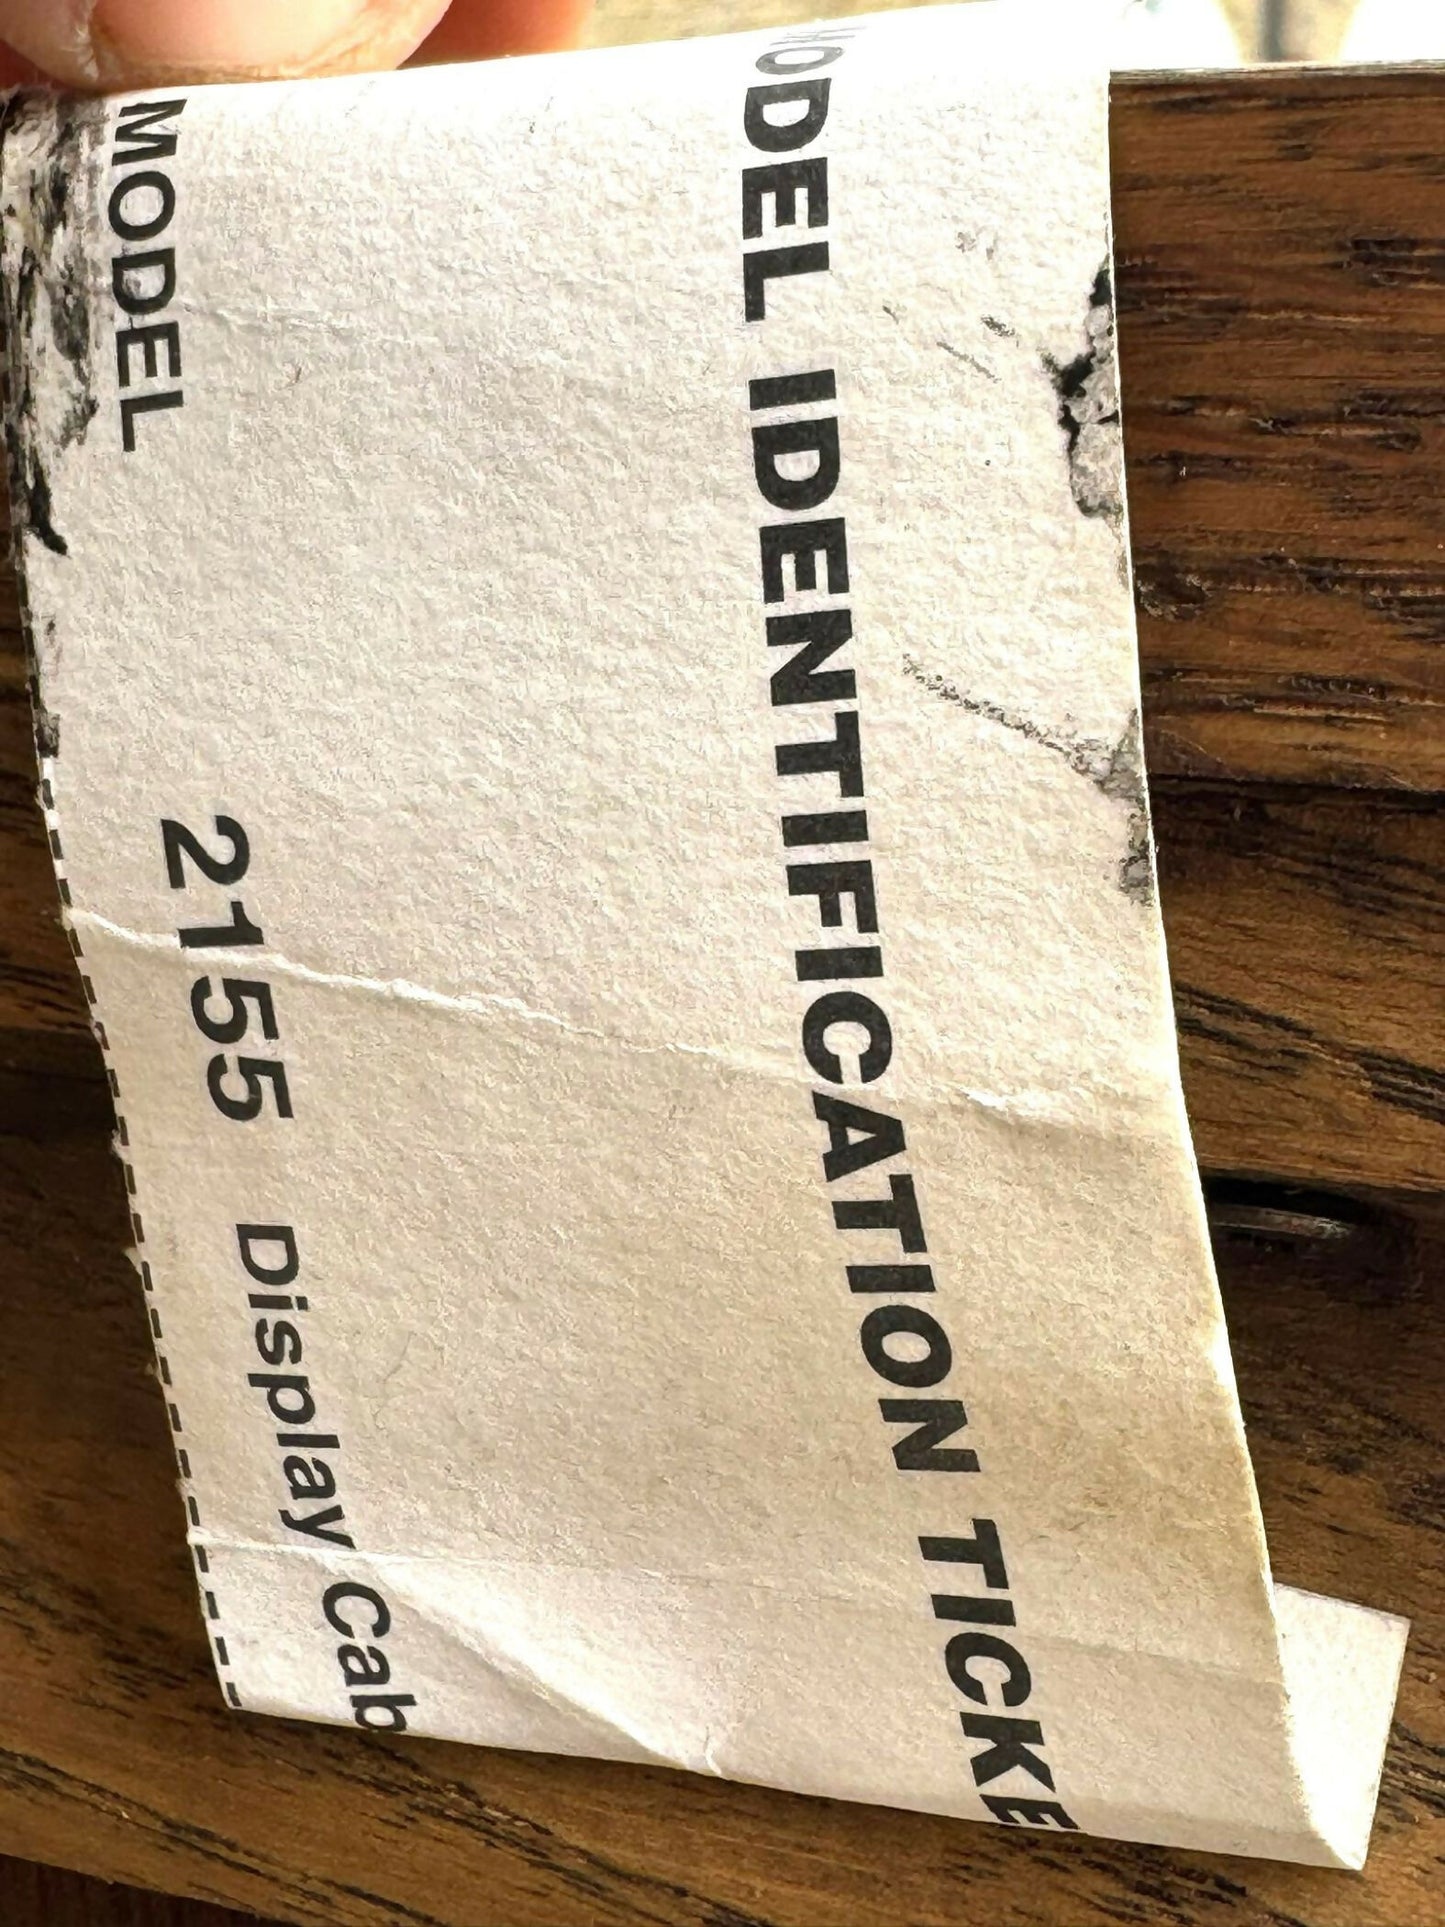 MODEL IDENTIFICATION TICKE
MODEL 2155 Display Cab